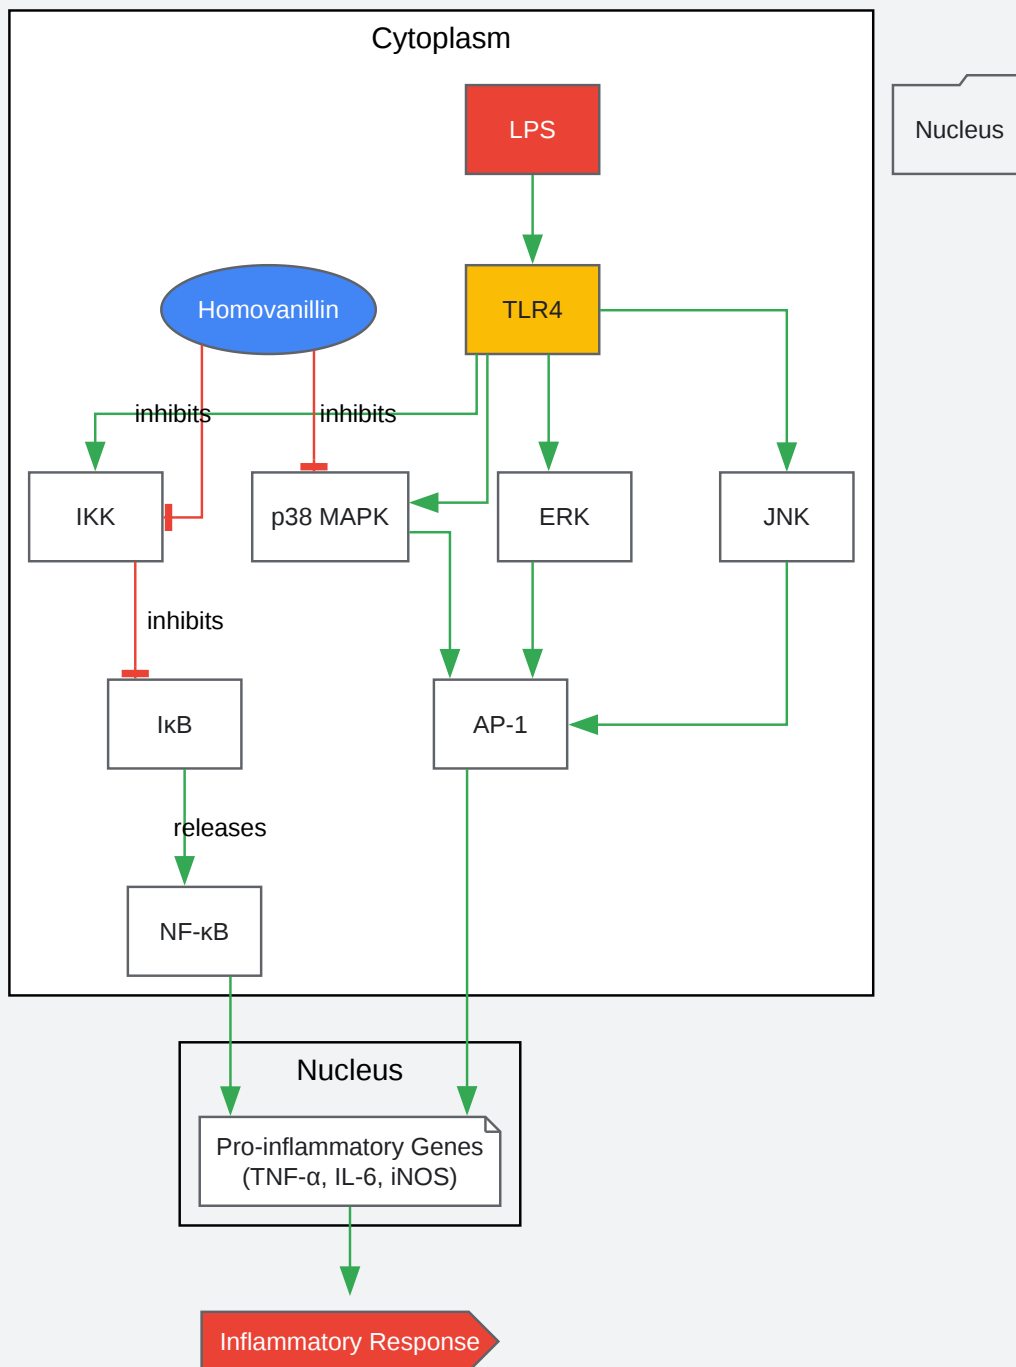 Cytoplasm
LPS
Nucleus
Homovanillin
TLR4
inhibits
inhibits
IKK
p38 MAPK
ERK
JNK
inhibits
IκB
AP-1
releases
NF-κB
Nucleus
Pro-inflammatory Genes
(TNF-α, IL-6, iNOS)
Inflammatory Response